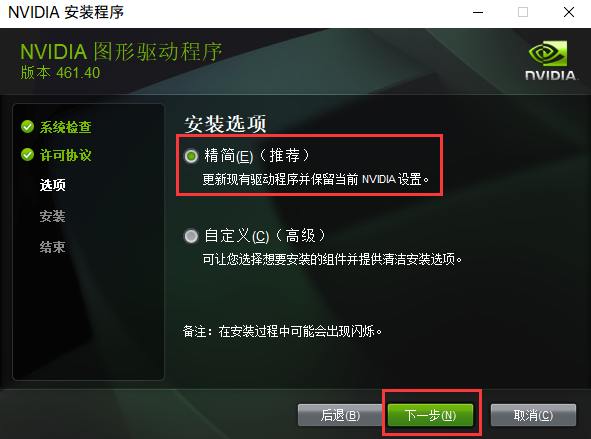 NVIDIA 安装程序
NVIDIA 图形驱动程序
版本 461.40
NVIDIA.
系统检查
许可协议
选项
安装
结束
安装选项
精简(E)（推荐）
更新现有驱动程序并保留当前 NVIDIA 设置。
自定义(C)（高级）
可让您选择想要安装的组件并提供清洁安装选项。
备注：在安装过程中可能会出现闪烁。
后退(B)
下一步(N)
取消(C)